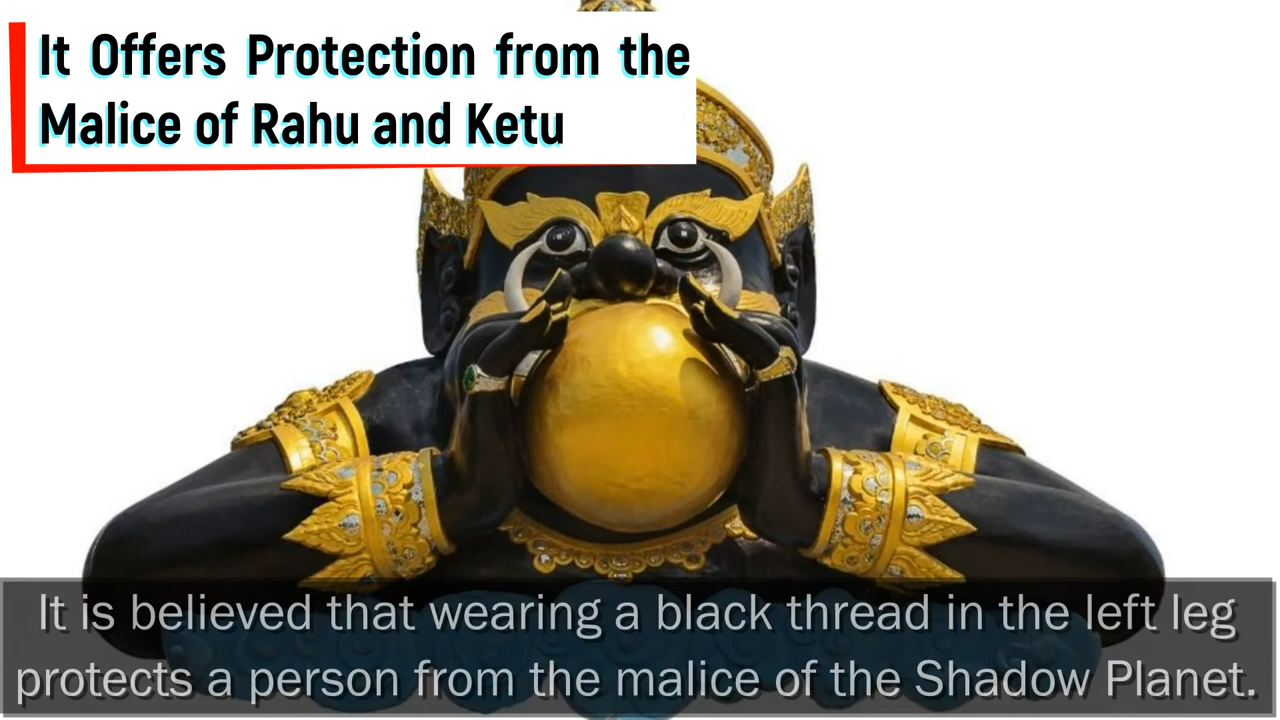 It Offers Protection from the
Malice of Rahu and Ketu
It is believed that wearing a black thread in the left leg
protects a person from the malice of the Shadow Planet.